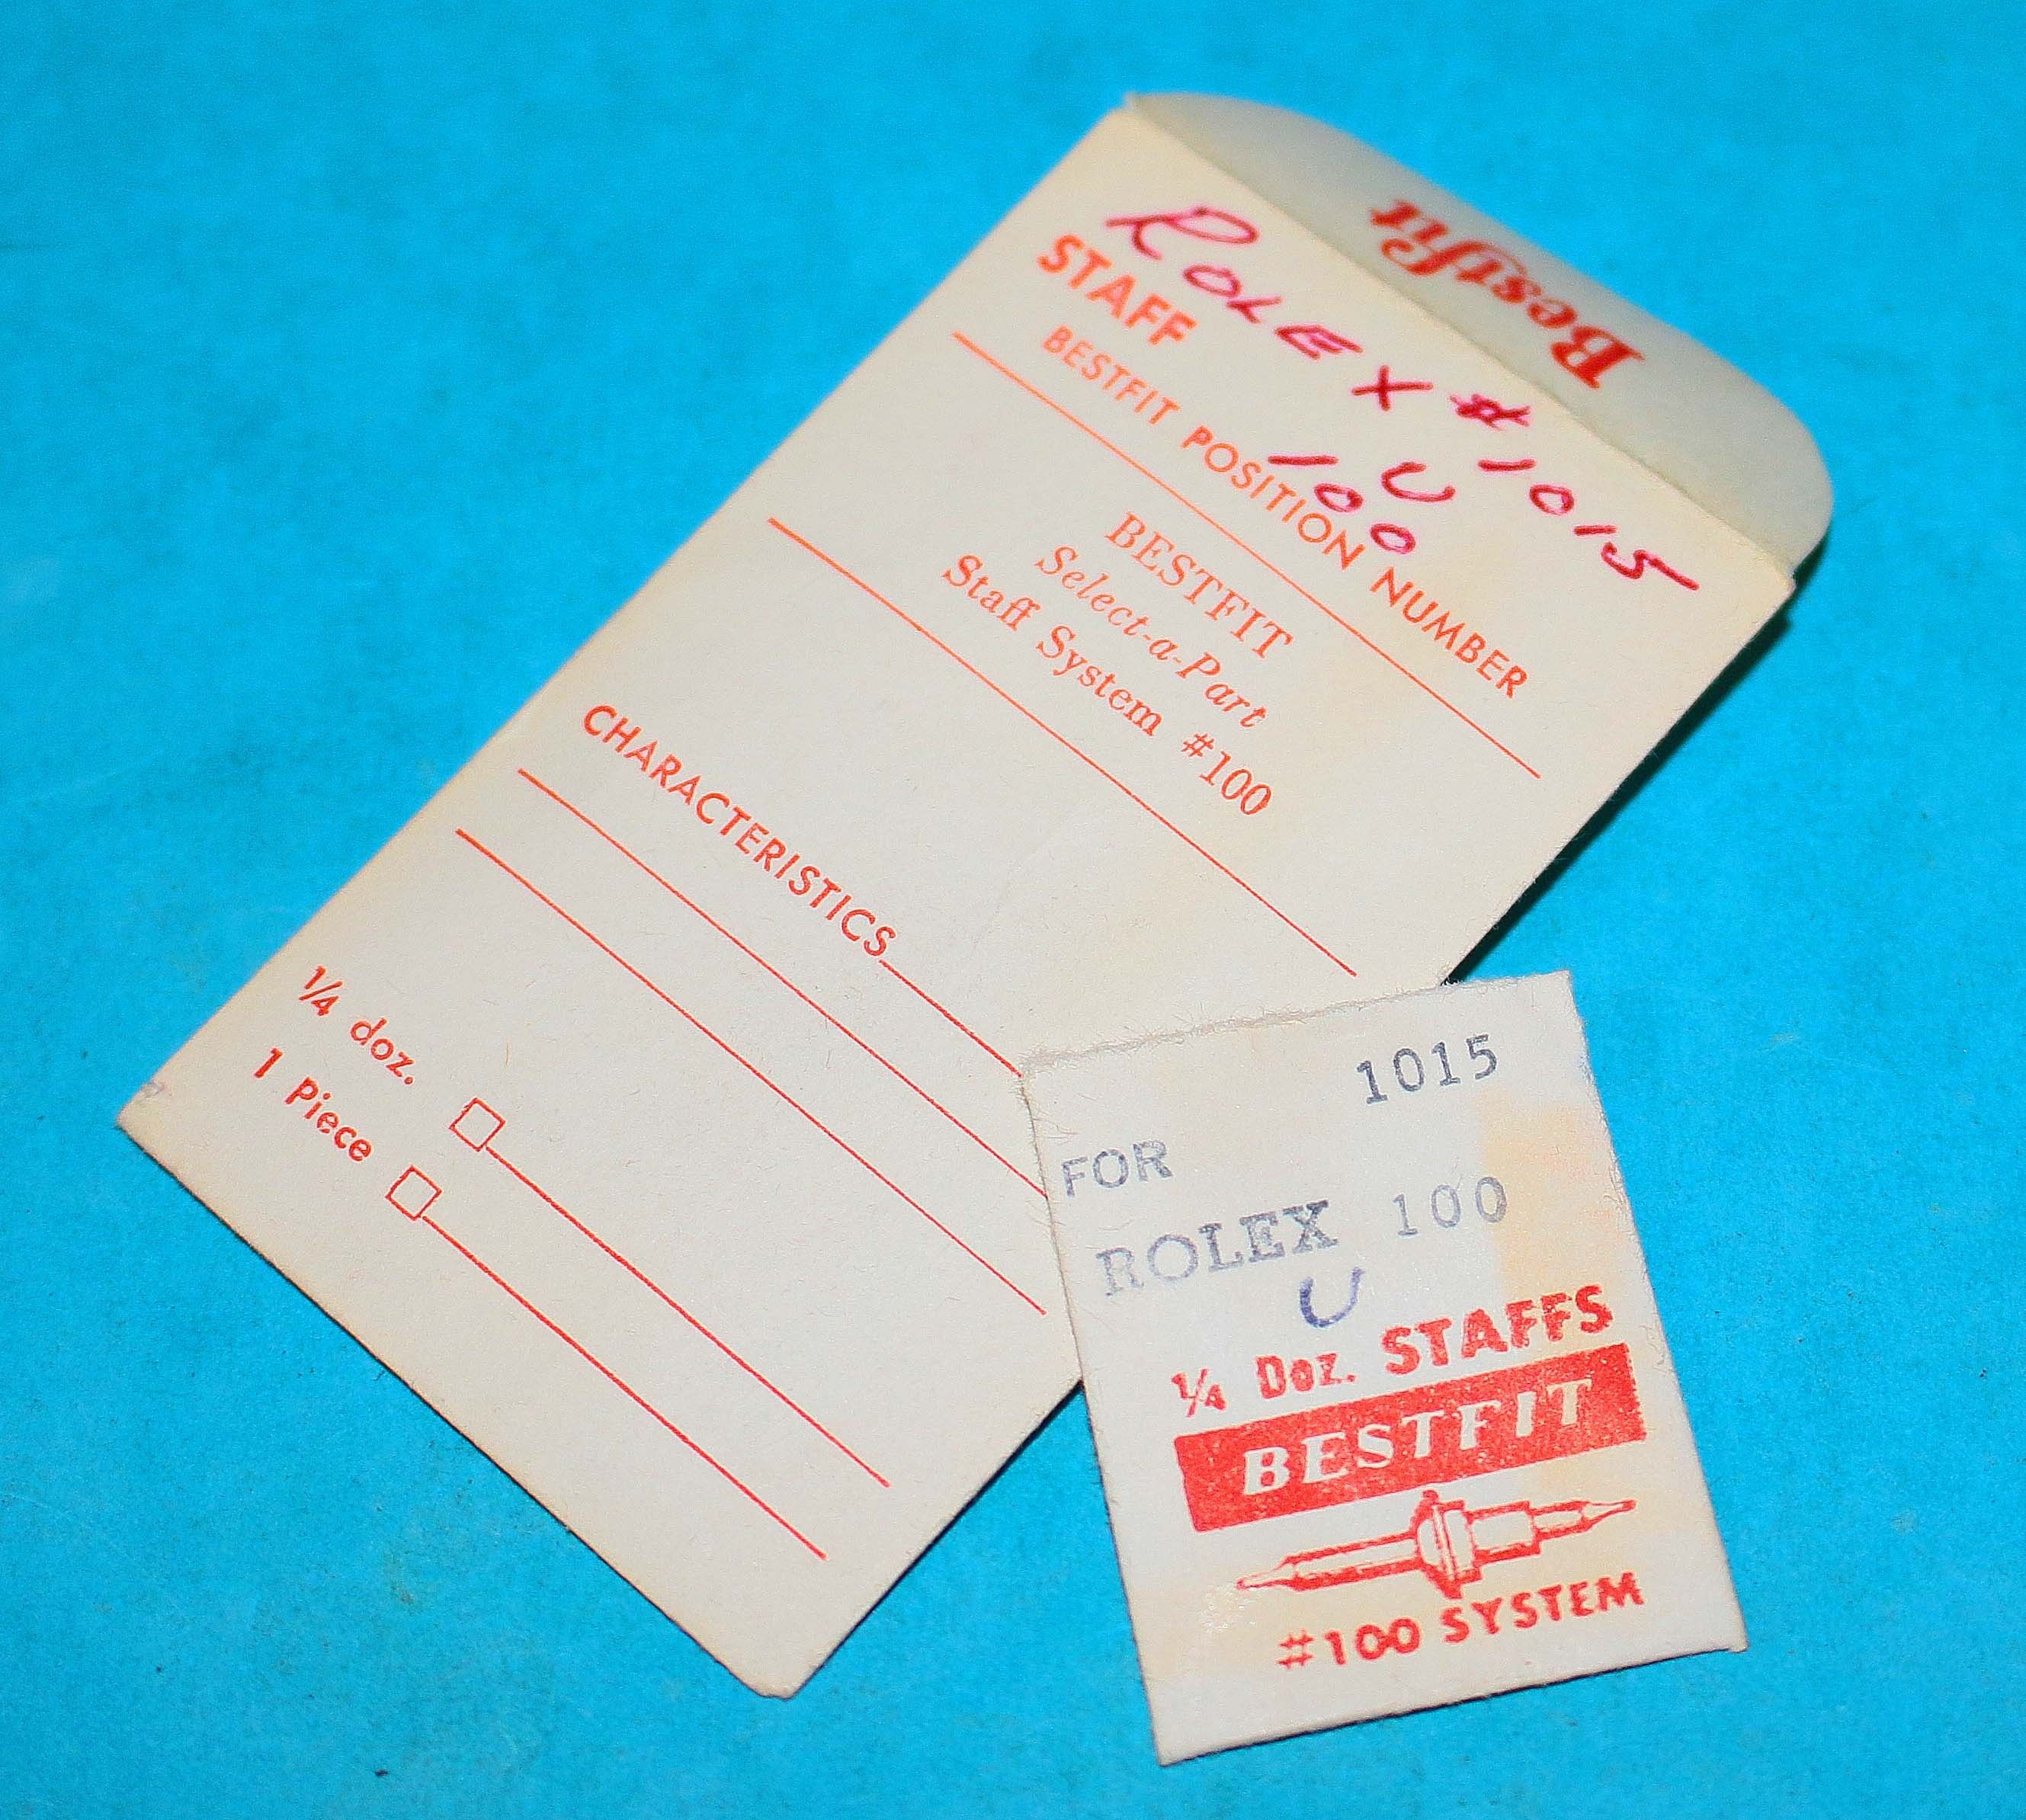 Bestfit
ROLEX #1015
STAFF
U
100
BESTFIT POSITION NUMBER
BESTFIT
Select-a-Part
Staff System #100
CHARACTERISTICS
1/4 doz.
1 Piece
1015
FOR
ROLEX 100
U
1/4 Doz. STAFFS
BESTFIT
#100 SYSTEM